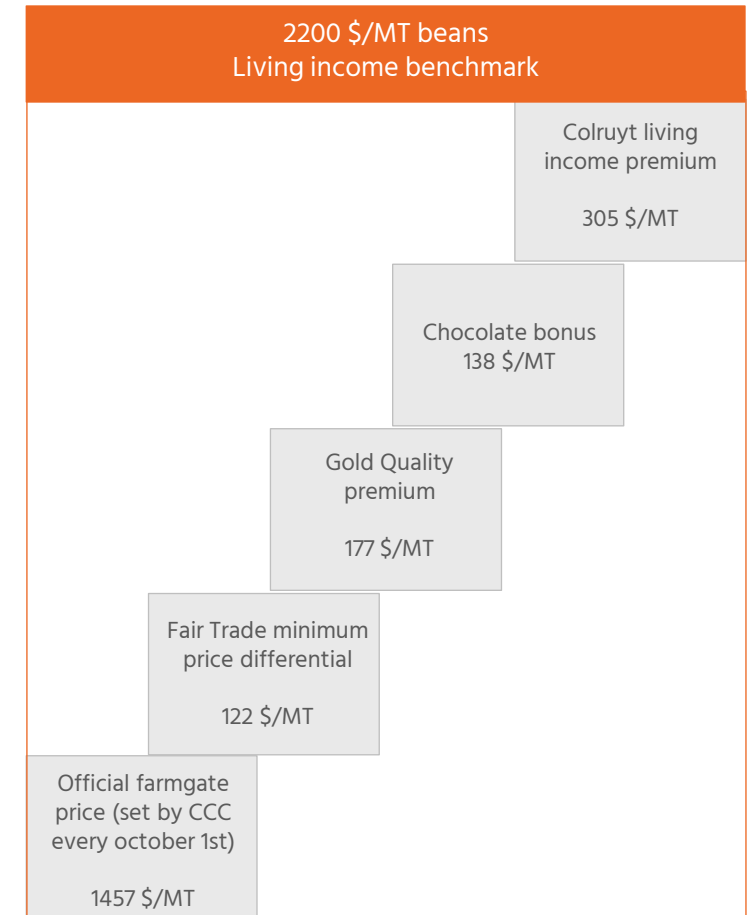 2200 $/MT beans
Living income benchmark
Colruyt living
income premium
305 $/MT
Chocolate bonus
138 $/MT
Gold Quality
premium
177 $/MT
Fair Trade minimum
price differential
122 $/MT
Official farmgate
price (set by CCC
every october 1st)
1457 $/MT